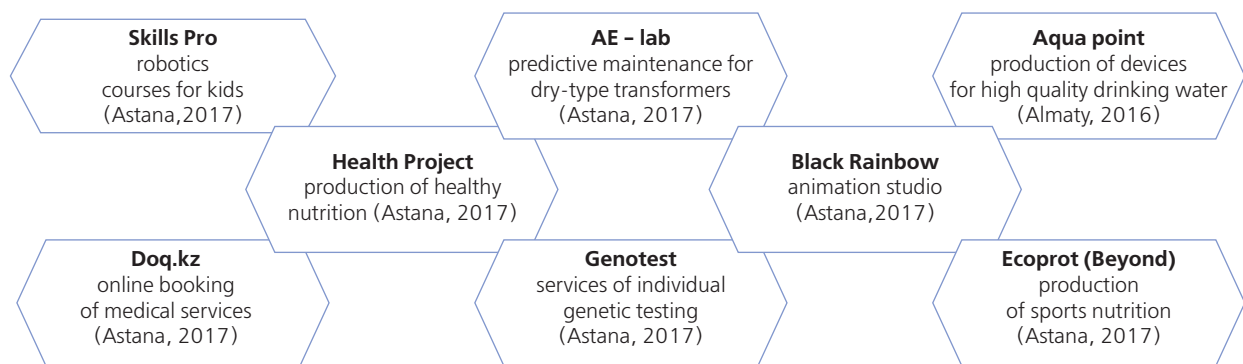 Skills Pro
robotics
courses for kids
(Astana,2017)
AE – lab
predictive maintenance for
dry-type transformers
(Astana, 2017)
Aqua point
production of devices
for high quality drinking water
(Almaty, 2016)
Health Project
production of healthy
nutrition (Astana, 2017)
Black Rainbow
animation studio
(Astana,2017)
Doq.kz
online booking
of medical services
(Astana, 2017)
Genotest
services of individual
genetic testing
(Astana, 2017)
Ecoprot (Beyond)
production
of sports nutrition
(Astana, 2017)